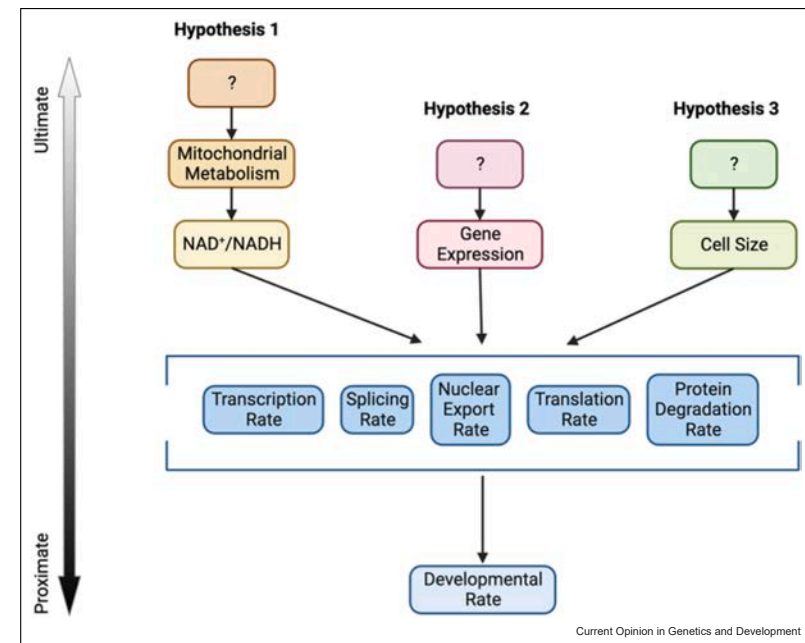 Hypothesis 1
?
Mitochondrial
Metabolism
NAD⁺/NADH
Hypothesis 2
?
Gene
Expression
Hypothesis 3
?
Cell Size
Ultimate
Proximate
Transcription
Rate
Splicing
Rate
Nuclear
Export
Rate
Translation
Rate
Protein
Degradation
Rate
Developmental
Rate
Current Opinion in Genetics and Development